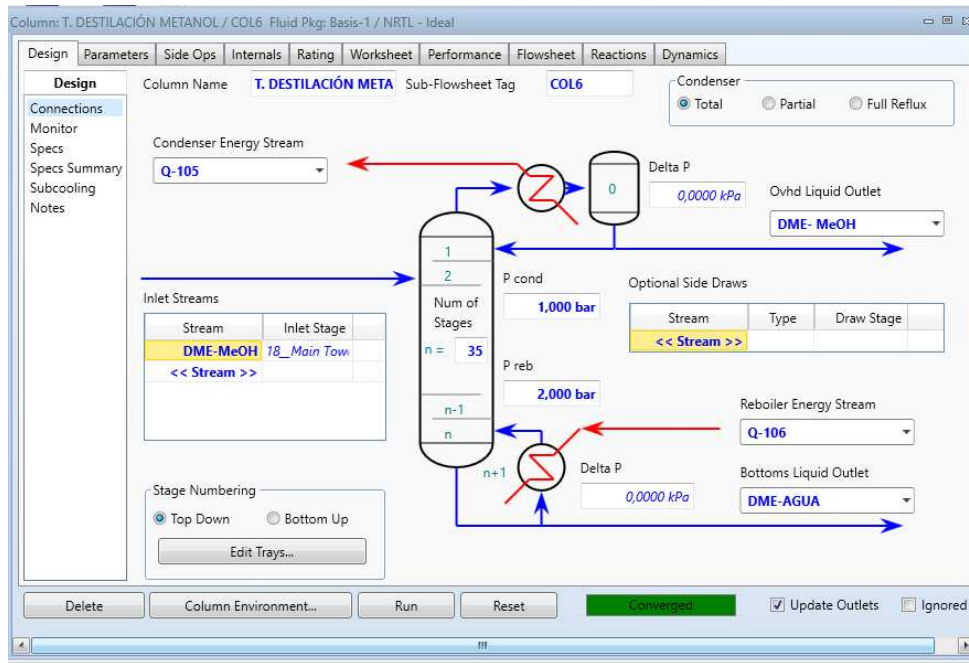 Column: T. DESTILACIÓN METANOL / COL6 Fluid Pkg: Basis-1 / NRTL - Ideal
Design Parameters Side Ops Internals Rating Worksheet Performance Flowsheet Reactions Dynamics
Design
Connections
Monitor
Specs
Specs Summary
Subcooling
Notes
Column Name T. DESTILACIÓN META Sub-Flowsheet Tag COL6
Condenser
Total Partial Full Reflux
Condenser Energy Stream
Q-105
Delta P
0,0000 kPa
0
Ovhd Liquid Outlet
DME- MeOH
1
2
Num of
Stages
n = 35
n-1
n
n+1
P cond
1,000 bar
P reb
2,000 bar
Inlet Streams
Stream Inlet Stage
DME-MeOH 18__Main Tow
<< Stream >>
Optional Side Draws
Stream Type Draw Stage
<< Stream >>
Reboiler Energy Stream
Q-106
Delta P
0,0000 kPa
Bottoms Liquid Outlet
DME-AGUA
Stage Numbering
Top Down Bottom Up
Edit Trays...
Delete Column Environment... Run Reset Converged Update Outlets Ignored